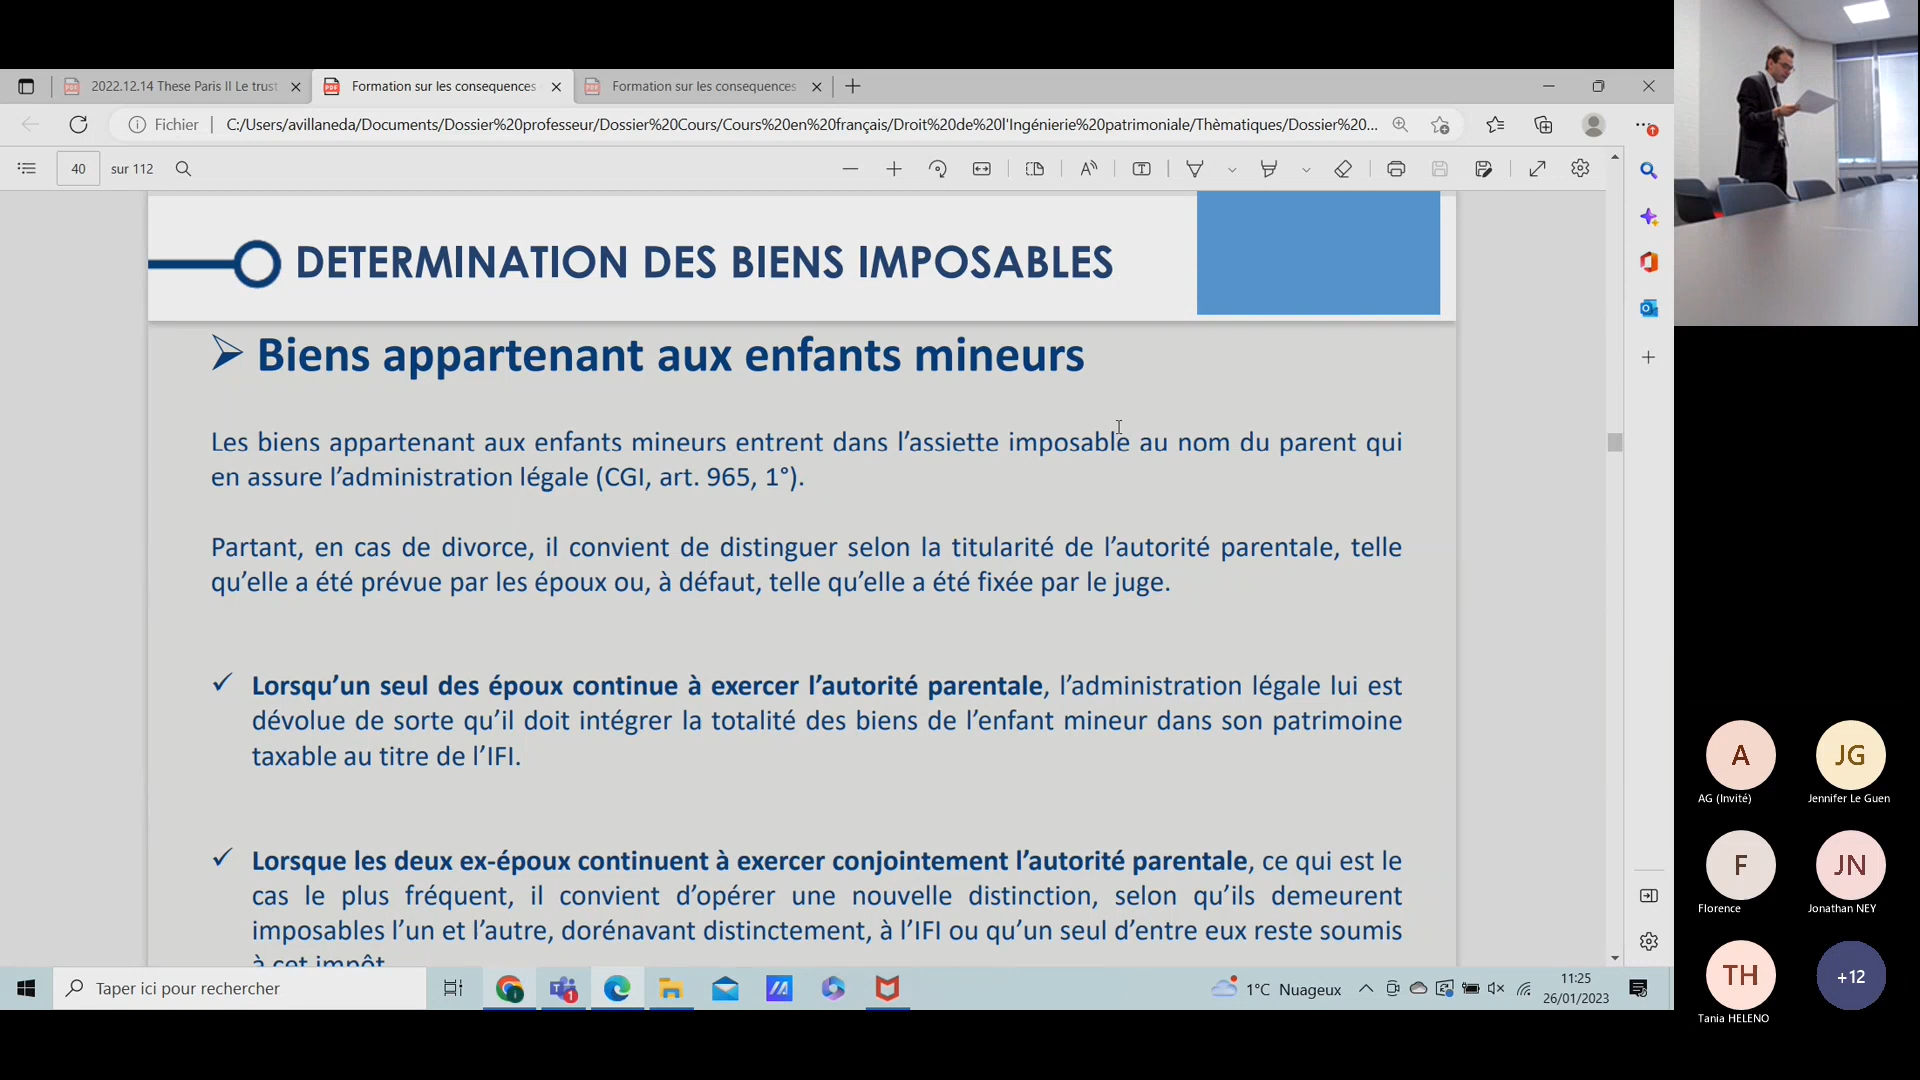 2022.12.14 These Paris II Le trust
Formation sur les consequences
Formation sur les consequences
Fichier
C:/Users/avillaneda/Documents/Dossier%20professeur/Dossier%20Cours/Cours%20en%20français/Droit%20de%20l'Ingénierie%20patrimoniale/Thèmatiques/Dossier%20...
40 sur 112
DETERMINATION DES BIENS IMPOSABLES
Biens appartenant aux enfants mineurs
Les biens appartenant aux enfants mineurs entrent dans l’assiette imposable au nom du parent qui
en assure l’administration légale (CGI, art. 965, 1°).
Partant, en cas de divorce, il convient de distinguer selon la titularité de l’autorité parentale, telle
qu’elle a été prévue par les époux ou, à défaut, telle qu’elle a été fixée par le juge.
Lorsqu’un seul des époux continue à exercer l’autorité parentale, l’administration légale lui est
dévolue de sorte qu’il doit intégrer la totalité des biens de l’enfant mineur dans son patrimoine
taxable au titre de l’IFI.
Lorsque les deux ex-époux continuent à exercer conjointement l’autorité parentale, ce qui est le
cas le plus fréquent, il convient d’opérer une nouvelle distinction, selon qu’ils demeurent
imposables l’un et l’autre, dorénavant distinctement, à l’IFI ou qu’un seul d’entre eux reste soumis
à cet impôt
Taper ici pour rechercher
1°C Nuageux
11:25
26/01/2023
A
AG (Invité)
JG
Jennifer Le Guen
F
Florence
JN
Jonathan NEY
TH
Tania HELENO
+12